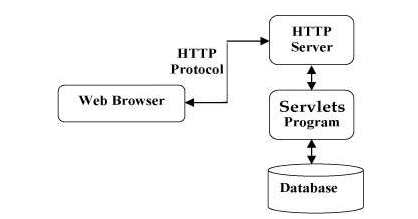 HTTP
Server
HTTP
Protocol
Web Browser
Servlets
Program
Database